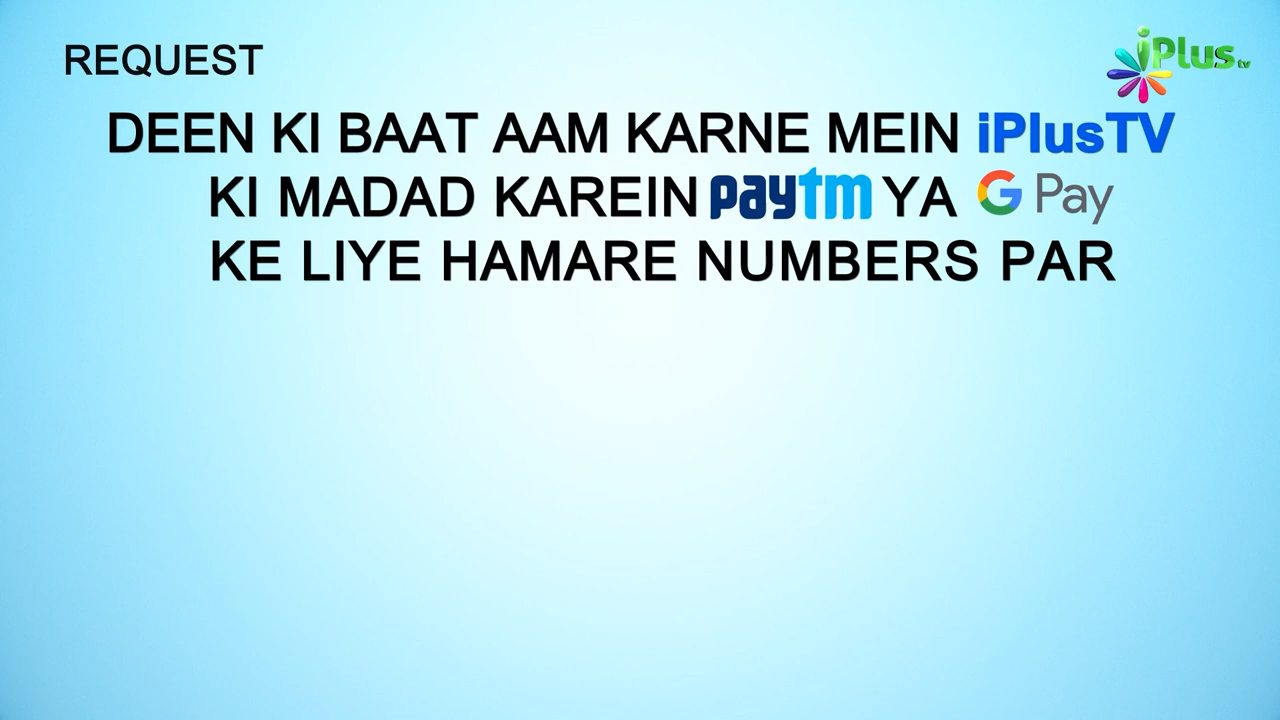 REQUEST
iPlus tv
DEEN KI BAAT AAM KARNE MEIN iPlusTV
KI MADAD KAREIN paytm YA G Pay
KE LIYE HAMARE NUMBERS PAR